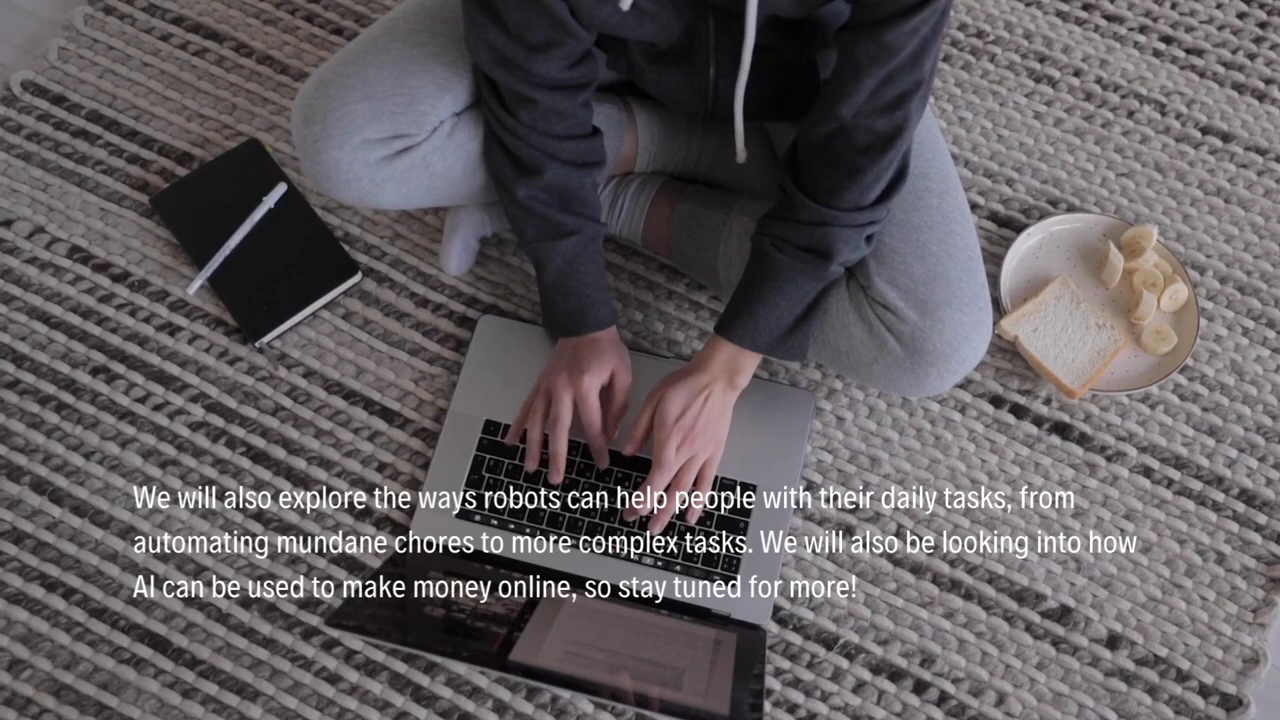 We will also explore the ways robots can help people with their daily tasks, from
automating mundane chores to more complex tasks. We will also be looking into how
AI can be used to make money online, so stay tuned for more!